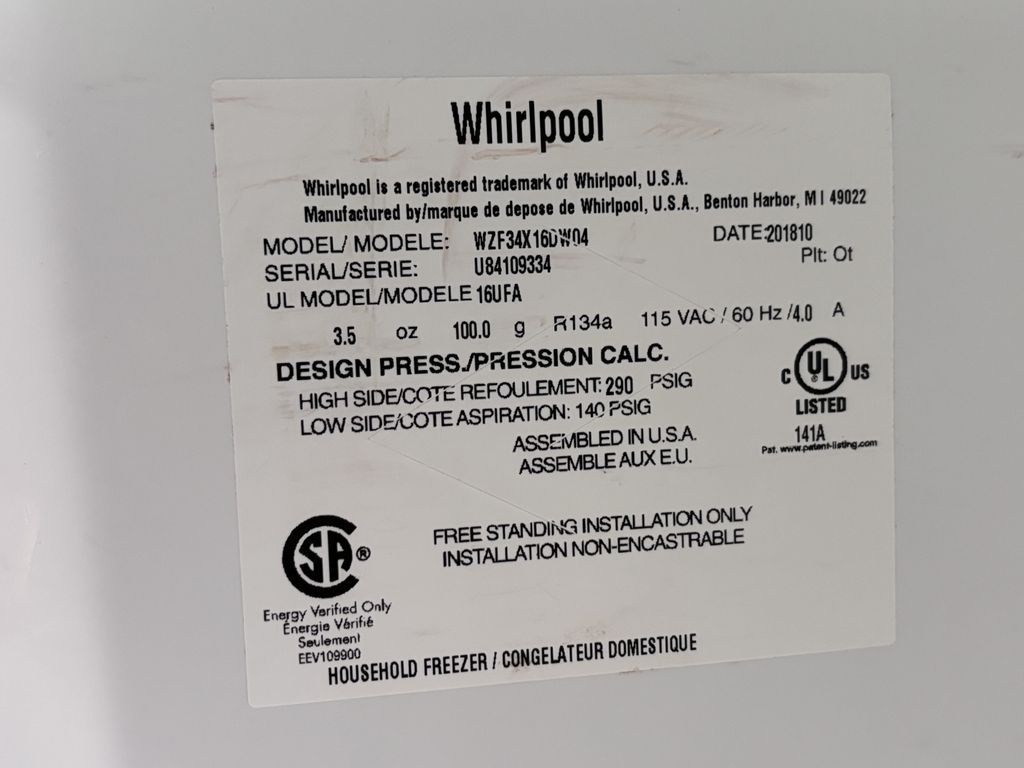 Whirlpool
Whirlpool is a registered trademark of Whirlpool, U.S.A.
Manufactured by/marque de depose de Whirlpool, U.S.A., Benton Harbor, M I 49022
MODEL/ MODELE: WZF34X16DW04 DATE:201810
SERIAL/SERIE: U84109334 Plt: Ot
UL MODEL/MODELE 16UFA
3.5 oz 100.0 g R134a 115 VAC / 60 Hz /4.0 A
DESIGN PRESS./PRESSION CALC.
HIGH SIDE/COTE REFOULEMENT: 290 PSIG
LOW SIDE/COTE ASPIRATION: 140 PSIG
C UL US
LISTED
141A
Pat. www.patent-listing.com
ASSEMBLED IN U.S.A.
ASSEMBLE AUX E.U.
FREE STANDING INSTALLATION ONLY
INSTALLATION NON-ENCASTRABLE
CSA ®
Energy Verified Only
Énergie Vérifié
Seulement
EEV109900
HOUSEHOLD FREEZER / CONGELATEUR DOMESTIQUE